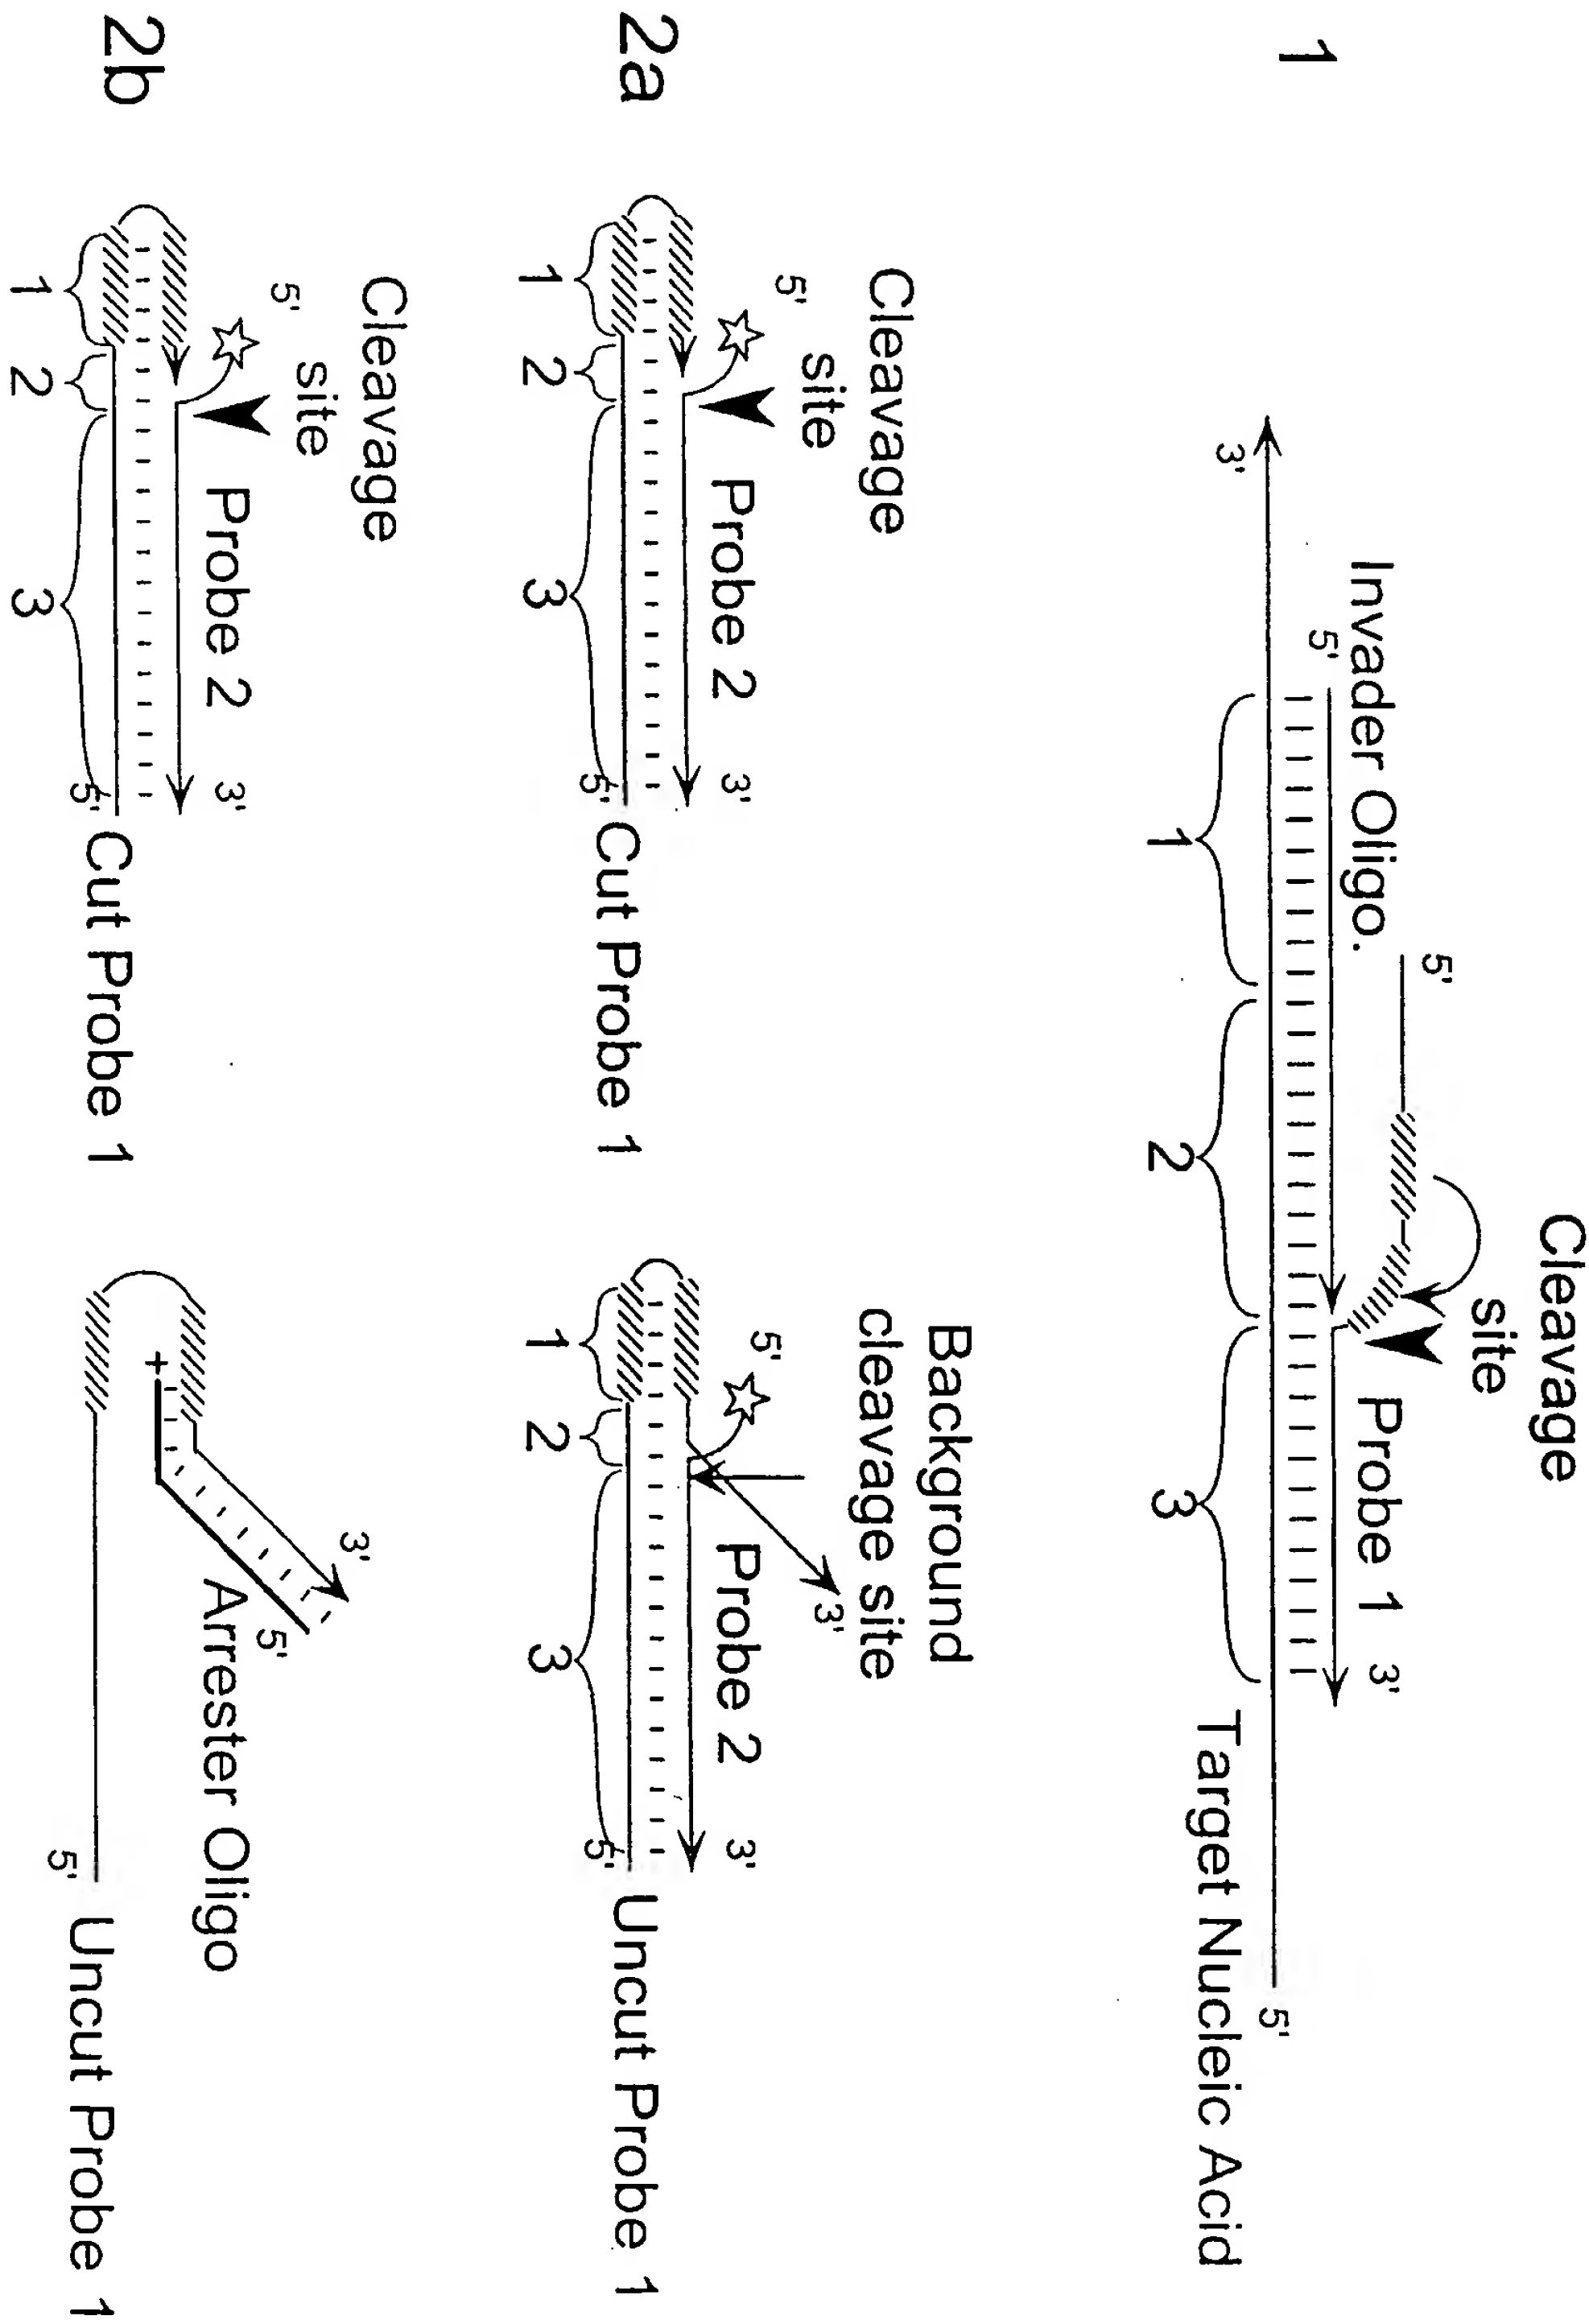 1
Cleavage
site
5'
Invader Oligo.
Probe 1
5'
3'
3'
5'
1
2
3
Target Nucleic Acid
2a
Cleavage
site
5'
Probe 2
3'
5'
Cut Probe 1
1
2
3
Background
cleavage site
5'
3'
Probe 2
3'
5'
Uncut Probe 1
1
2
3
2b
Cleavage
site
5'
Probe 2
3'
5'
Cut Probe 1
1
2
3
3'
+
5'
Arrester Oligo
5'
Uncut Probe 1